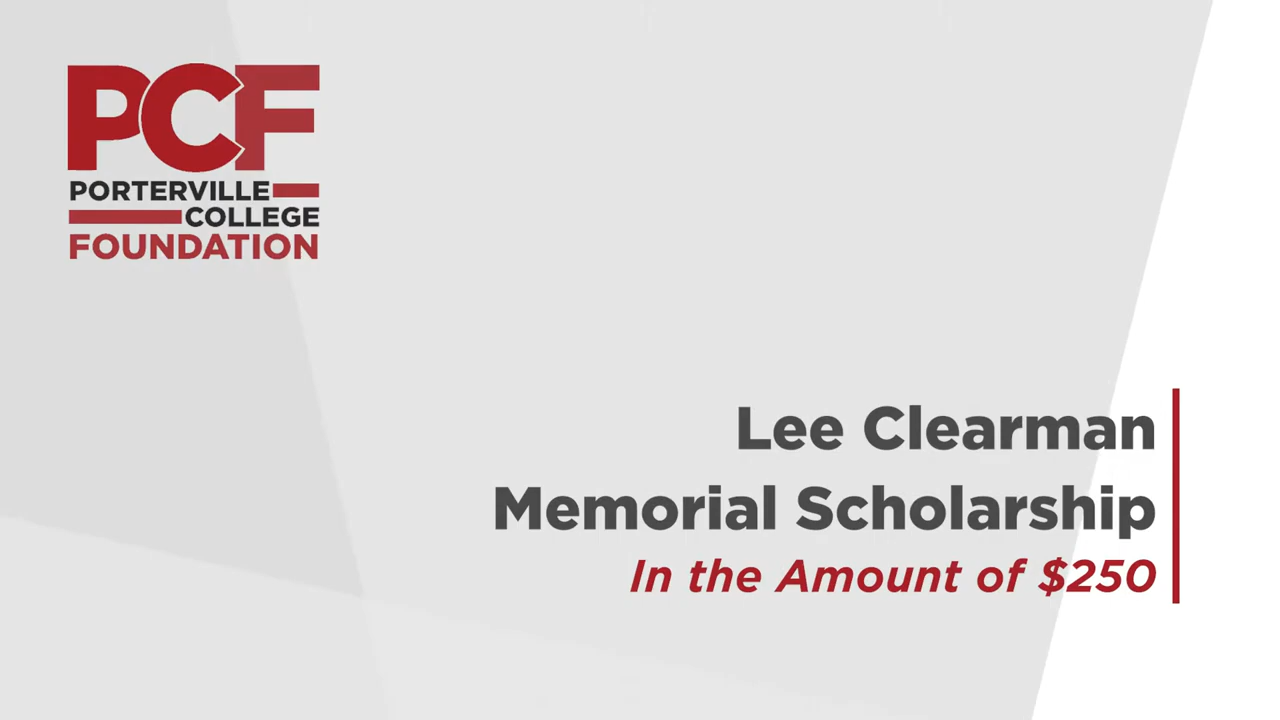 PCF
PORTERVILLE
COLLEGE
FOUNDATION
Lee Clearman
Memorial Scholarship
In the Amount of $250